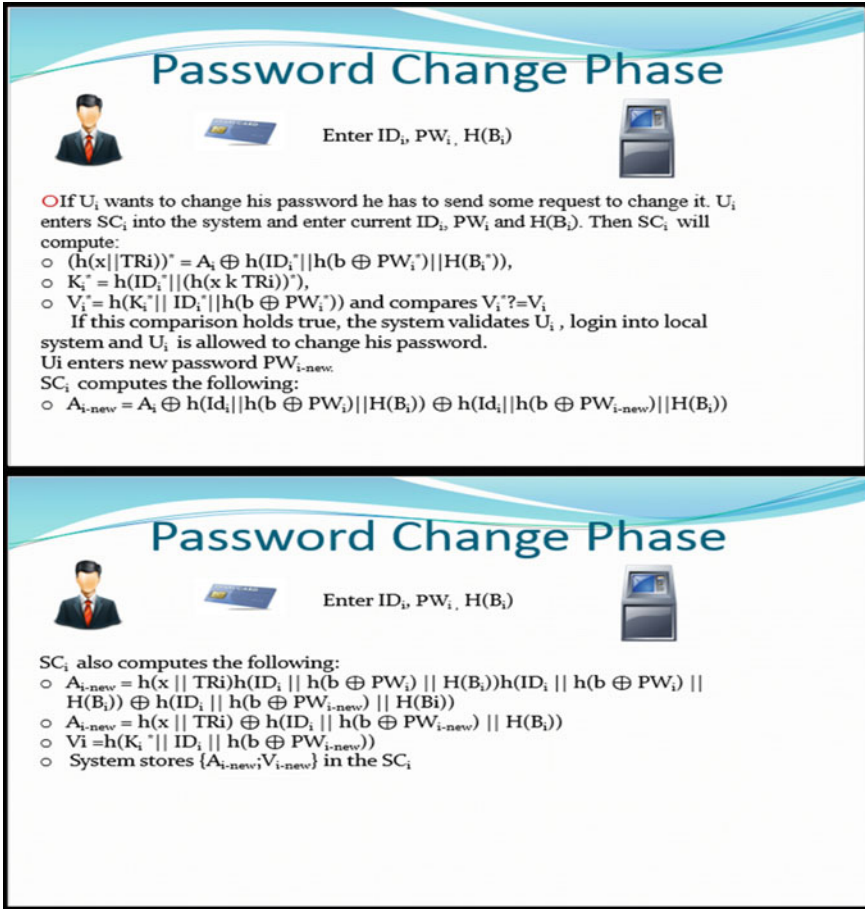 Password Change Phase
Enter IDᵢ, PWᵢ , H(Bᵢ)
OIf Uᵢ wants to change his password he has to send some request to change it. Uᵢ
enters SCᵢ into the system and enter current IDᵢ, PWᵢ and H(Bᵢ). Then SCᵢ will
compute:
o (h(x||TRi))* = Aᵢ ⊕ h(IDᵢ*||h(b ⊕ PWᵢ*)||H(Bᵢ*)),
o Kᵢ* = h(IDᵢ*||(h(x k TRi))*),
o Vᵢ*= h(Kᵢ*|| IDᵢ*||h(b ⊕ PWᵢ*)) and compares Vᵢ*?=Vᵢ
If this comparison holds true, the system validates Uᵢ , login into local
system and Uᵢ is allowed to change his password.
Ui enters new password PWi-new.
SCᵢ computes the following:
o Ai-new = Aᵢ ⊕ h(Idᵢ||h(b ⊕ PWᵢ)||H(Bᵢ)) ⊕ h(Idᵢ||h(b ⊕ PWi-new)||H(Bᵢ))
Password Change Phase
Enter IDᵢ, PWᵢ , H(Bᵢ)
SCᵢ also computes the following:
o Ai-new = h(x || TRi)h(IDᵢ || h(b ⊕ PWᵢ) || H(Bᵢ))h(IDᵢ || h(b ⊕ PWᵢ) ||
H(Bᵢ)) ⊕ h(IDᵢ || h(b ⊕ PWi-new) || H(Bi))
o Ai-new = h(x || TRi) ⊕ h(IDᵢ || h(b ⊕ PWi-new) || H(Bᵢ))
o Vi =h(Kᵢ *|| IDᵢ || h(b ⊕ PWi-new))
o System stores {Ai-new;Vi-new} in the SCᵢ